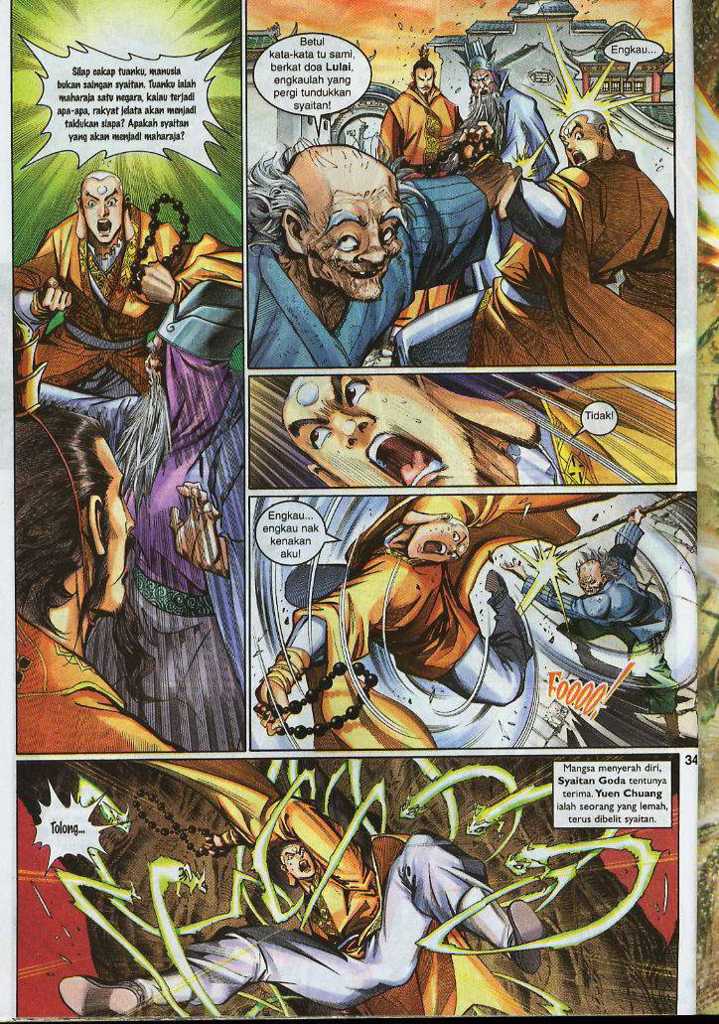 Silap cakap tuanku, manusia
bukan saingan syaitan. Tuanku ialah
maharaja satu negara, kalau terjadi
apa-apa, rakyat jelata akan menjadi
taklukan siapa? Apakah syaitan
yang akan menjadi maharaja?
Betul
kata-kata tu sami,
berkat doa Lulai,
engkaulah yang
pergi tundukkan
syaitan!
Engkau...
Tidak!
Engkau...
engkau nak
kenakan
aku!
Foooo!
34
Tolong...
Mangsa menyerah diri,
Syaitan Goda tentunya
terima. Yuen Chuang
ialah seorang yang lemah,
terus dibelit syaitan.